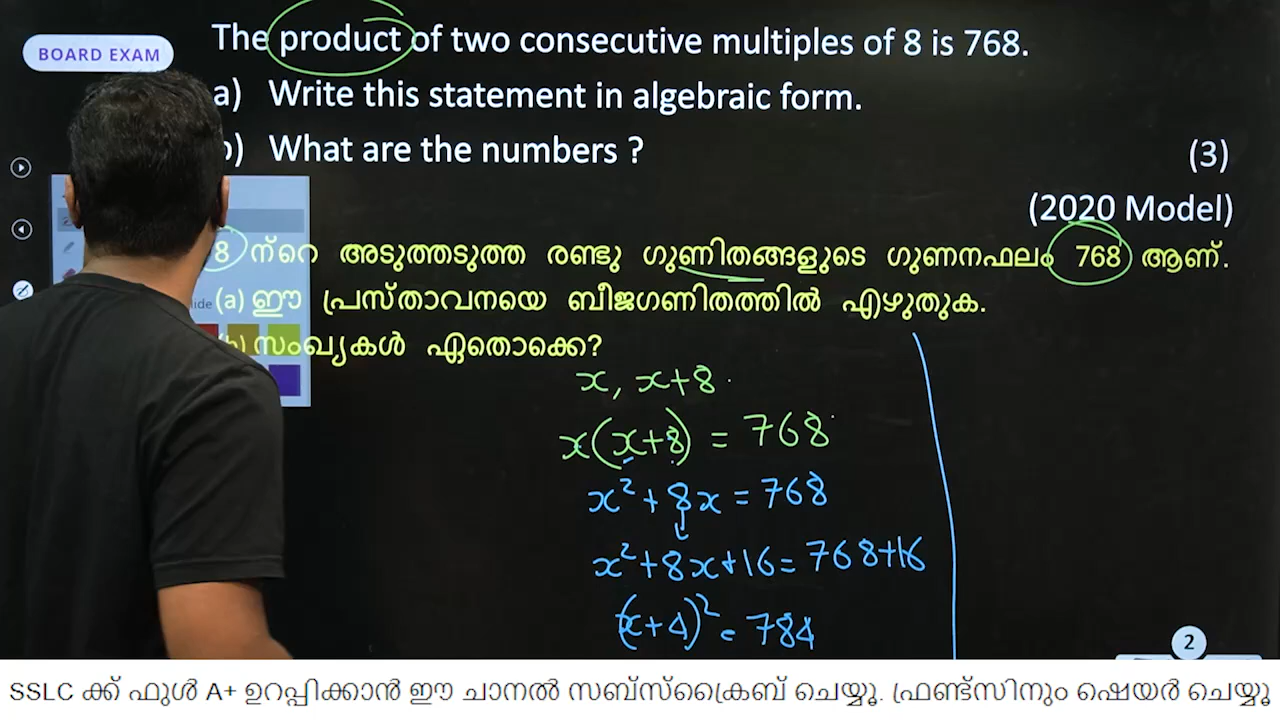 The product of two consecutive multiples of 8 is 768.
BOARD EXAM
a) Write this statement in algebraic form.
b) What are the numbers ?
(3)
(2020 Model)
8 ന്റെ അടുത്തടുത്ത രണ്ടു ഗുണിതങ്ങളുടെ ഗുണനഫലം 768 ആണ്.
(a) ഈ പ്രസ്താവനയെ ബീജഗണിതത്തിൽ എഴുതുക.
സംഖ്യകൾ ഏതൊക്കെ?
x, x+8
x(x+8) = 768
x²+8x=768
x²+8x+16=768+16
(x+4)²=784
2
SSLC ക്ക് ഫുൾ A+ ഉറപ്പിക്കാൻ ഈ ചാനൽ സബ്സ്ക്രൈബ് ചെയ്യൂ. ഫ്രണ്ട്സിനും ഷെയർ ചെയ്യൂ